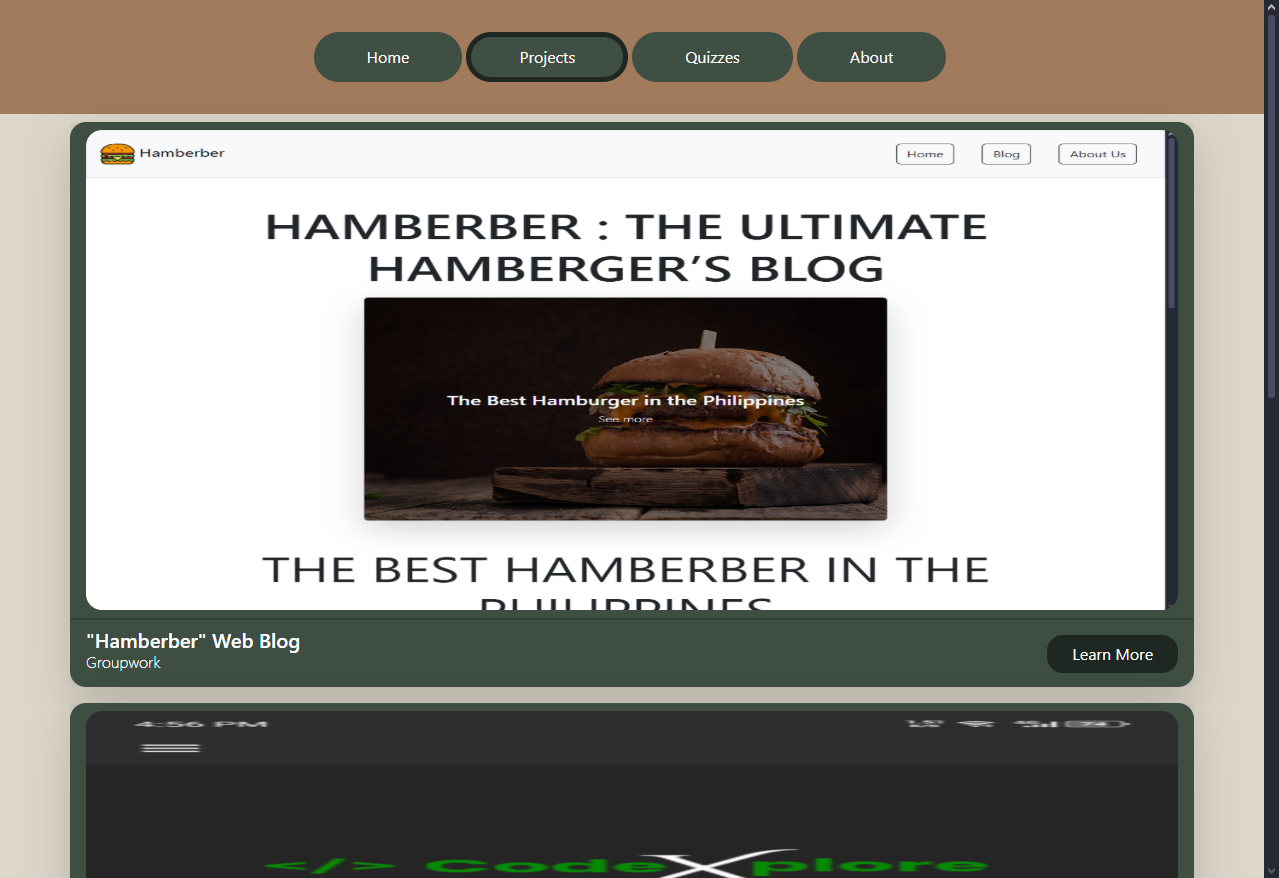 Home Projects Quizzes About
Hamberber Home Blog About Us
HAMBERBER : THE ULTIMATE
HAMBERGER’S BLOG
The Best Hamburger in the Philippines
See more
THE BEST HAMBERBER IN THE
PHILIPPINES
"Hamberber" Web Blog
Groupwork
Learn More
4:56 PM
</> CodeXplore